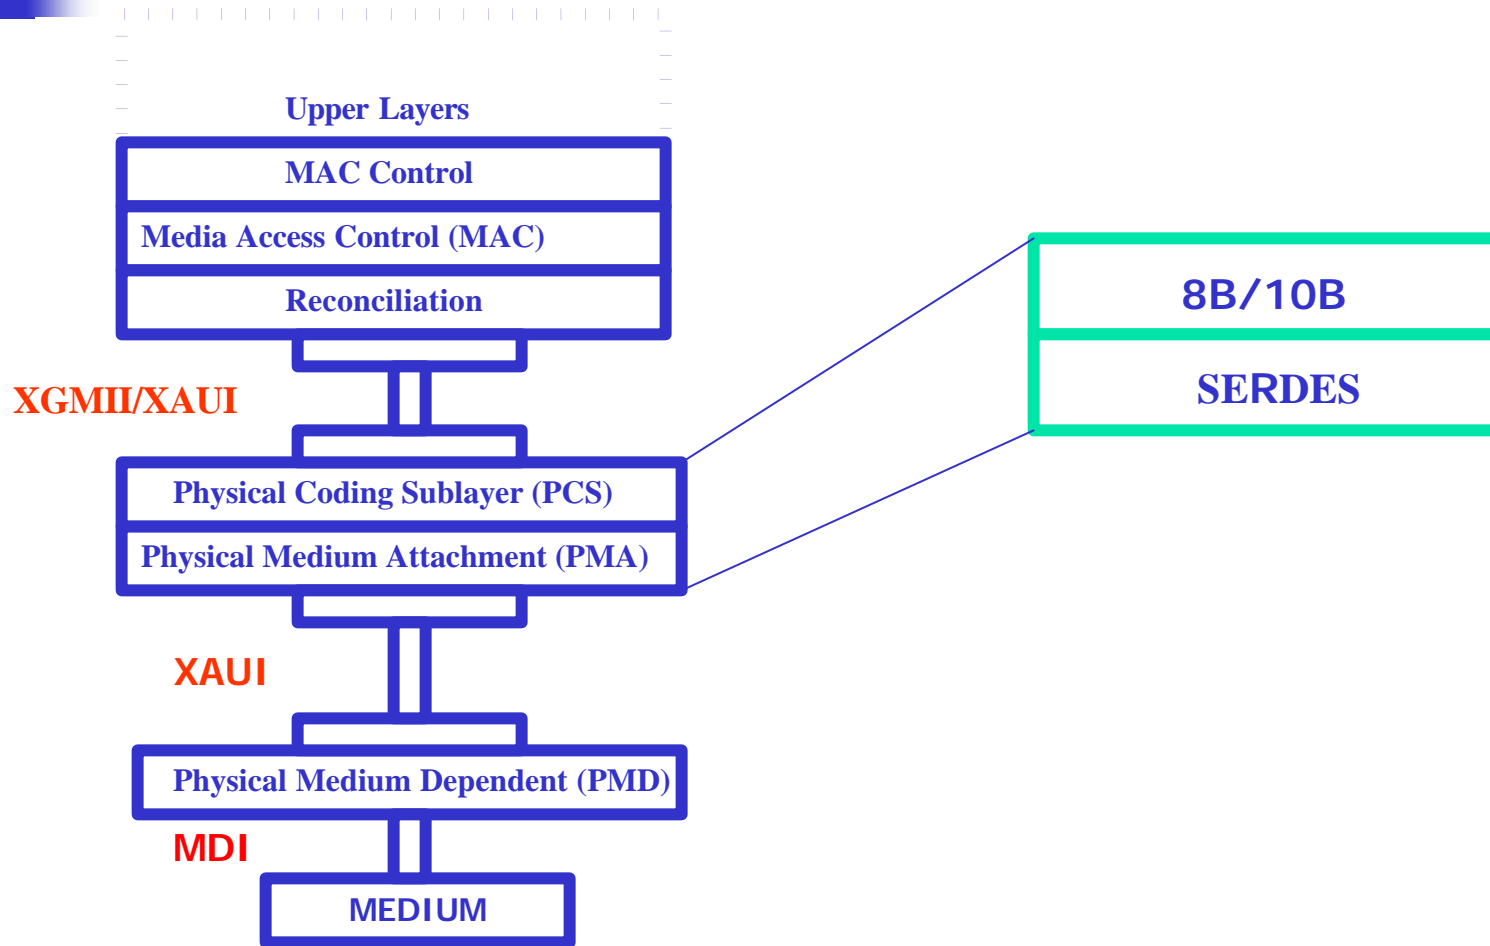 Upper Layers
MAC Control
Media Access Control (MAC)
Reconciliation
XGMII/XAUI
Physical Coding Sublayer (PCS)
Physical Medium Attachment (PMA)
XAUI
Physical Medium Dependent (PMD)
MDI
MEDIUM
8B/10B
SERDES